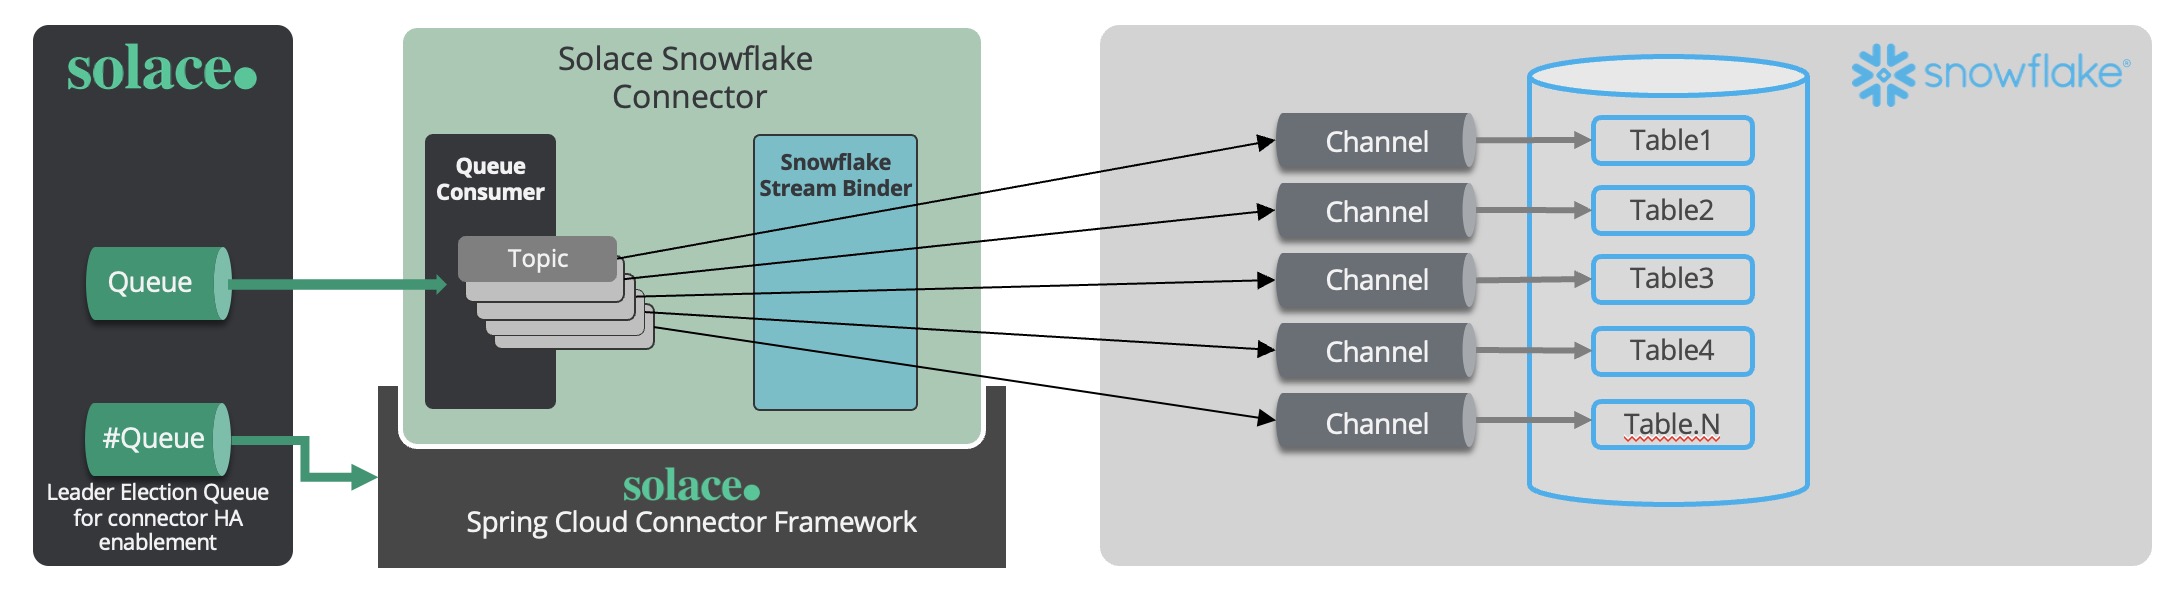 solace.
Queue
#Queue
Leader Election Queue
for connector HA
enablement
Solace Snowflake
Connector
Queue
Consumer
Topic
Snowflake
Stream Binder
solace.
Spring Cloud Connector Framework
Channel
Channel
Channel
Channel
Channel
Table1
Table2
Table3
Table4
Table.N
snowflake®